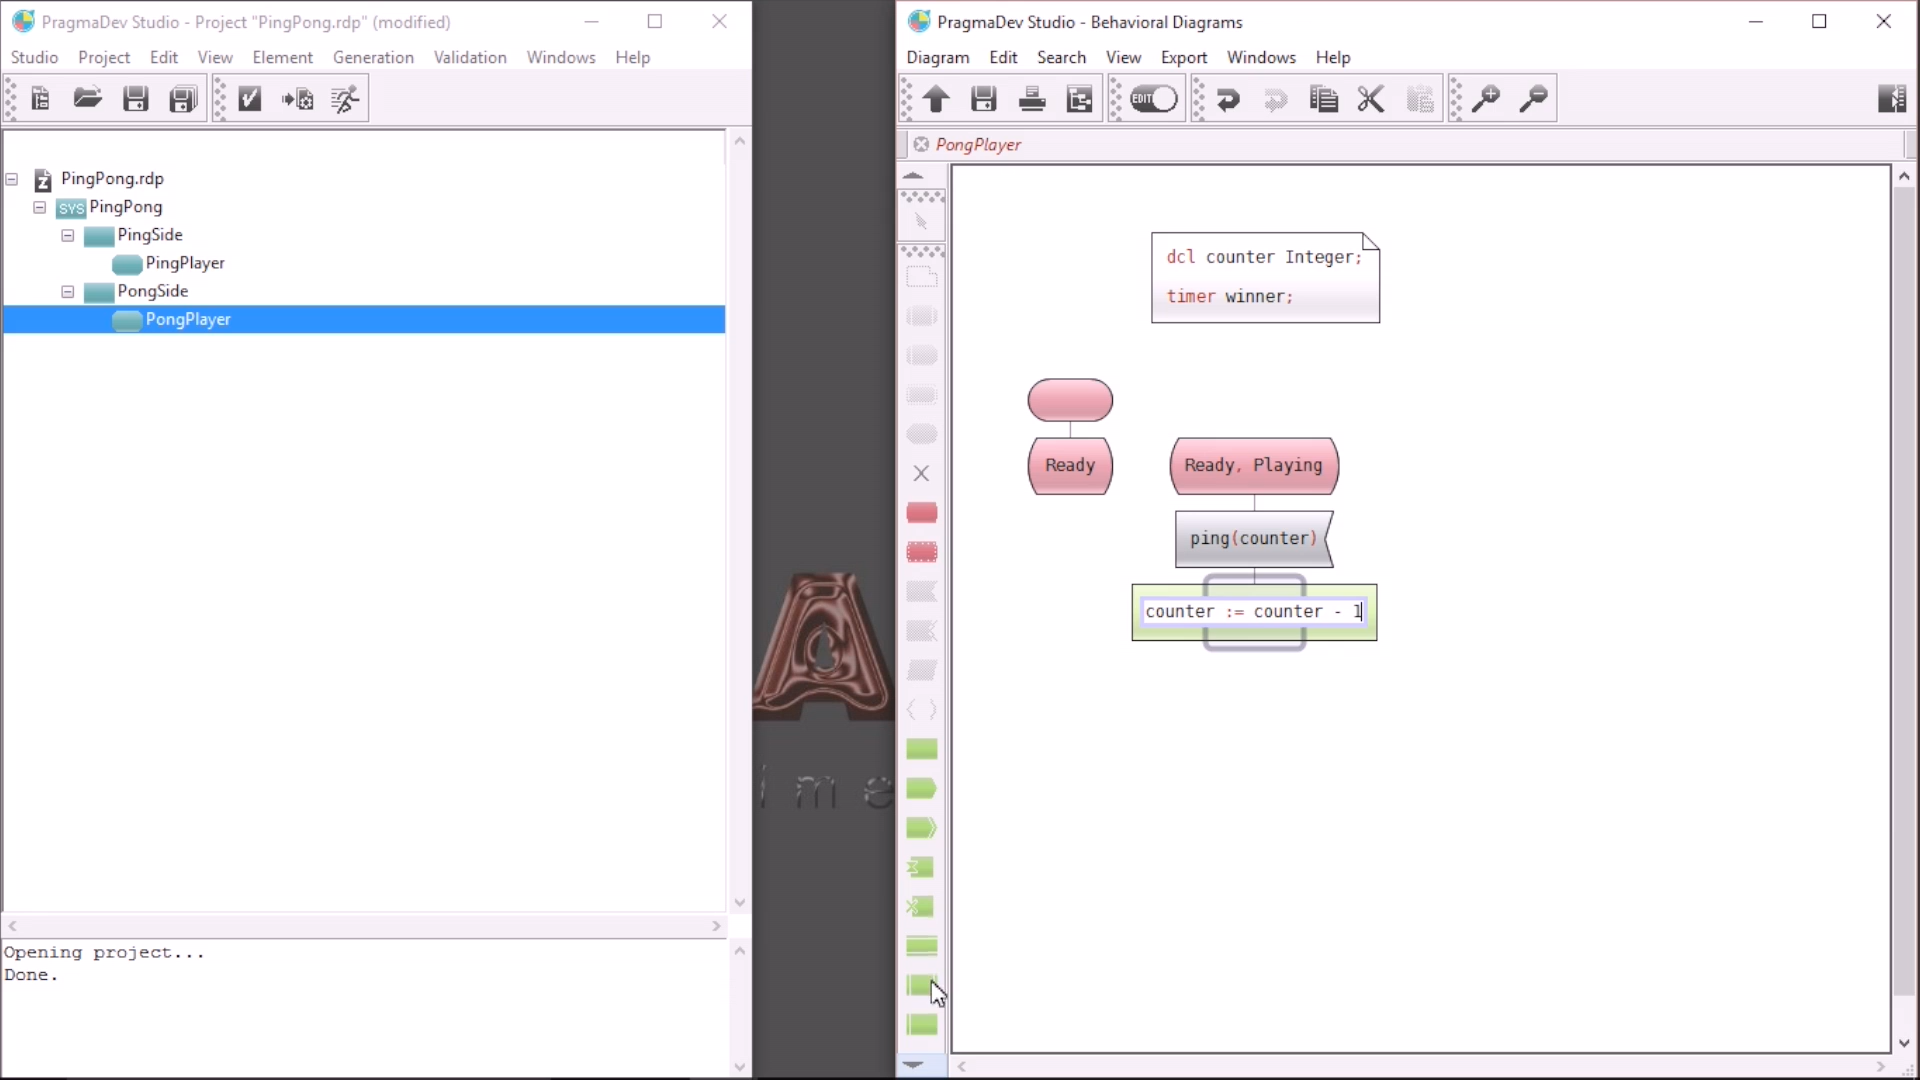 PragmaDev Studio - Project "PingPong.rdp" (modified)
Studio Project Edit View Element Generation Validation Windows Help
PingPong.rdp
SYS PingPong
PingSide
PingPlayer
PongSide
PongPlayer
Opening project...
Done.
A
ime
PragmaDev Studio - Behavioral Diagrams
Diagram Edit Search View Export Windows Help
EDIT
PongPlayer
dcl counter Integer;
timer winner;
Ready
Ready, Playing
ping(counter)
counter := counter - 1